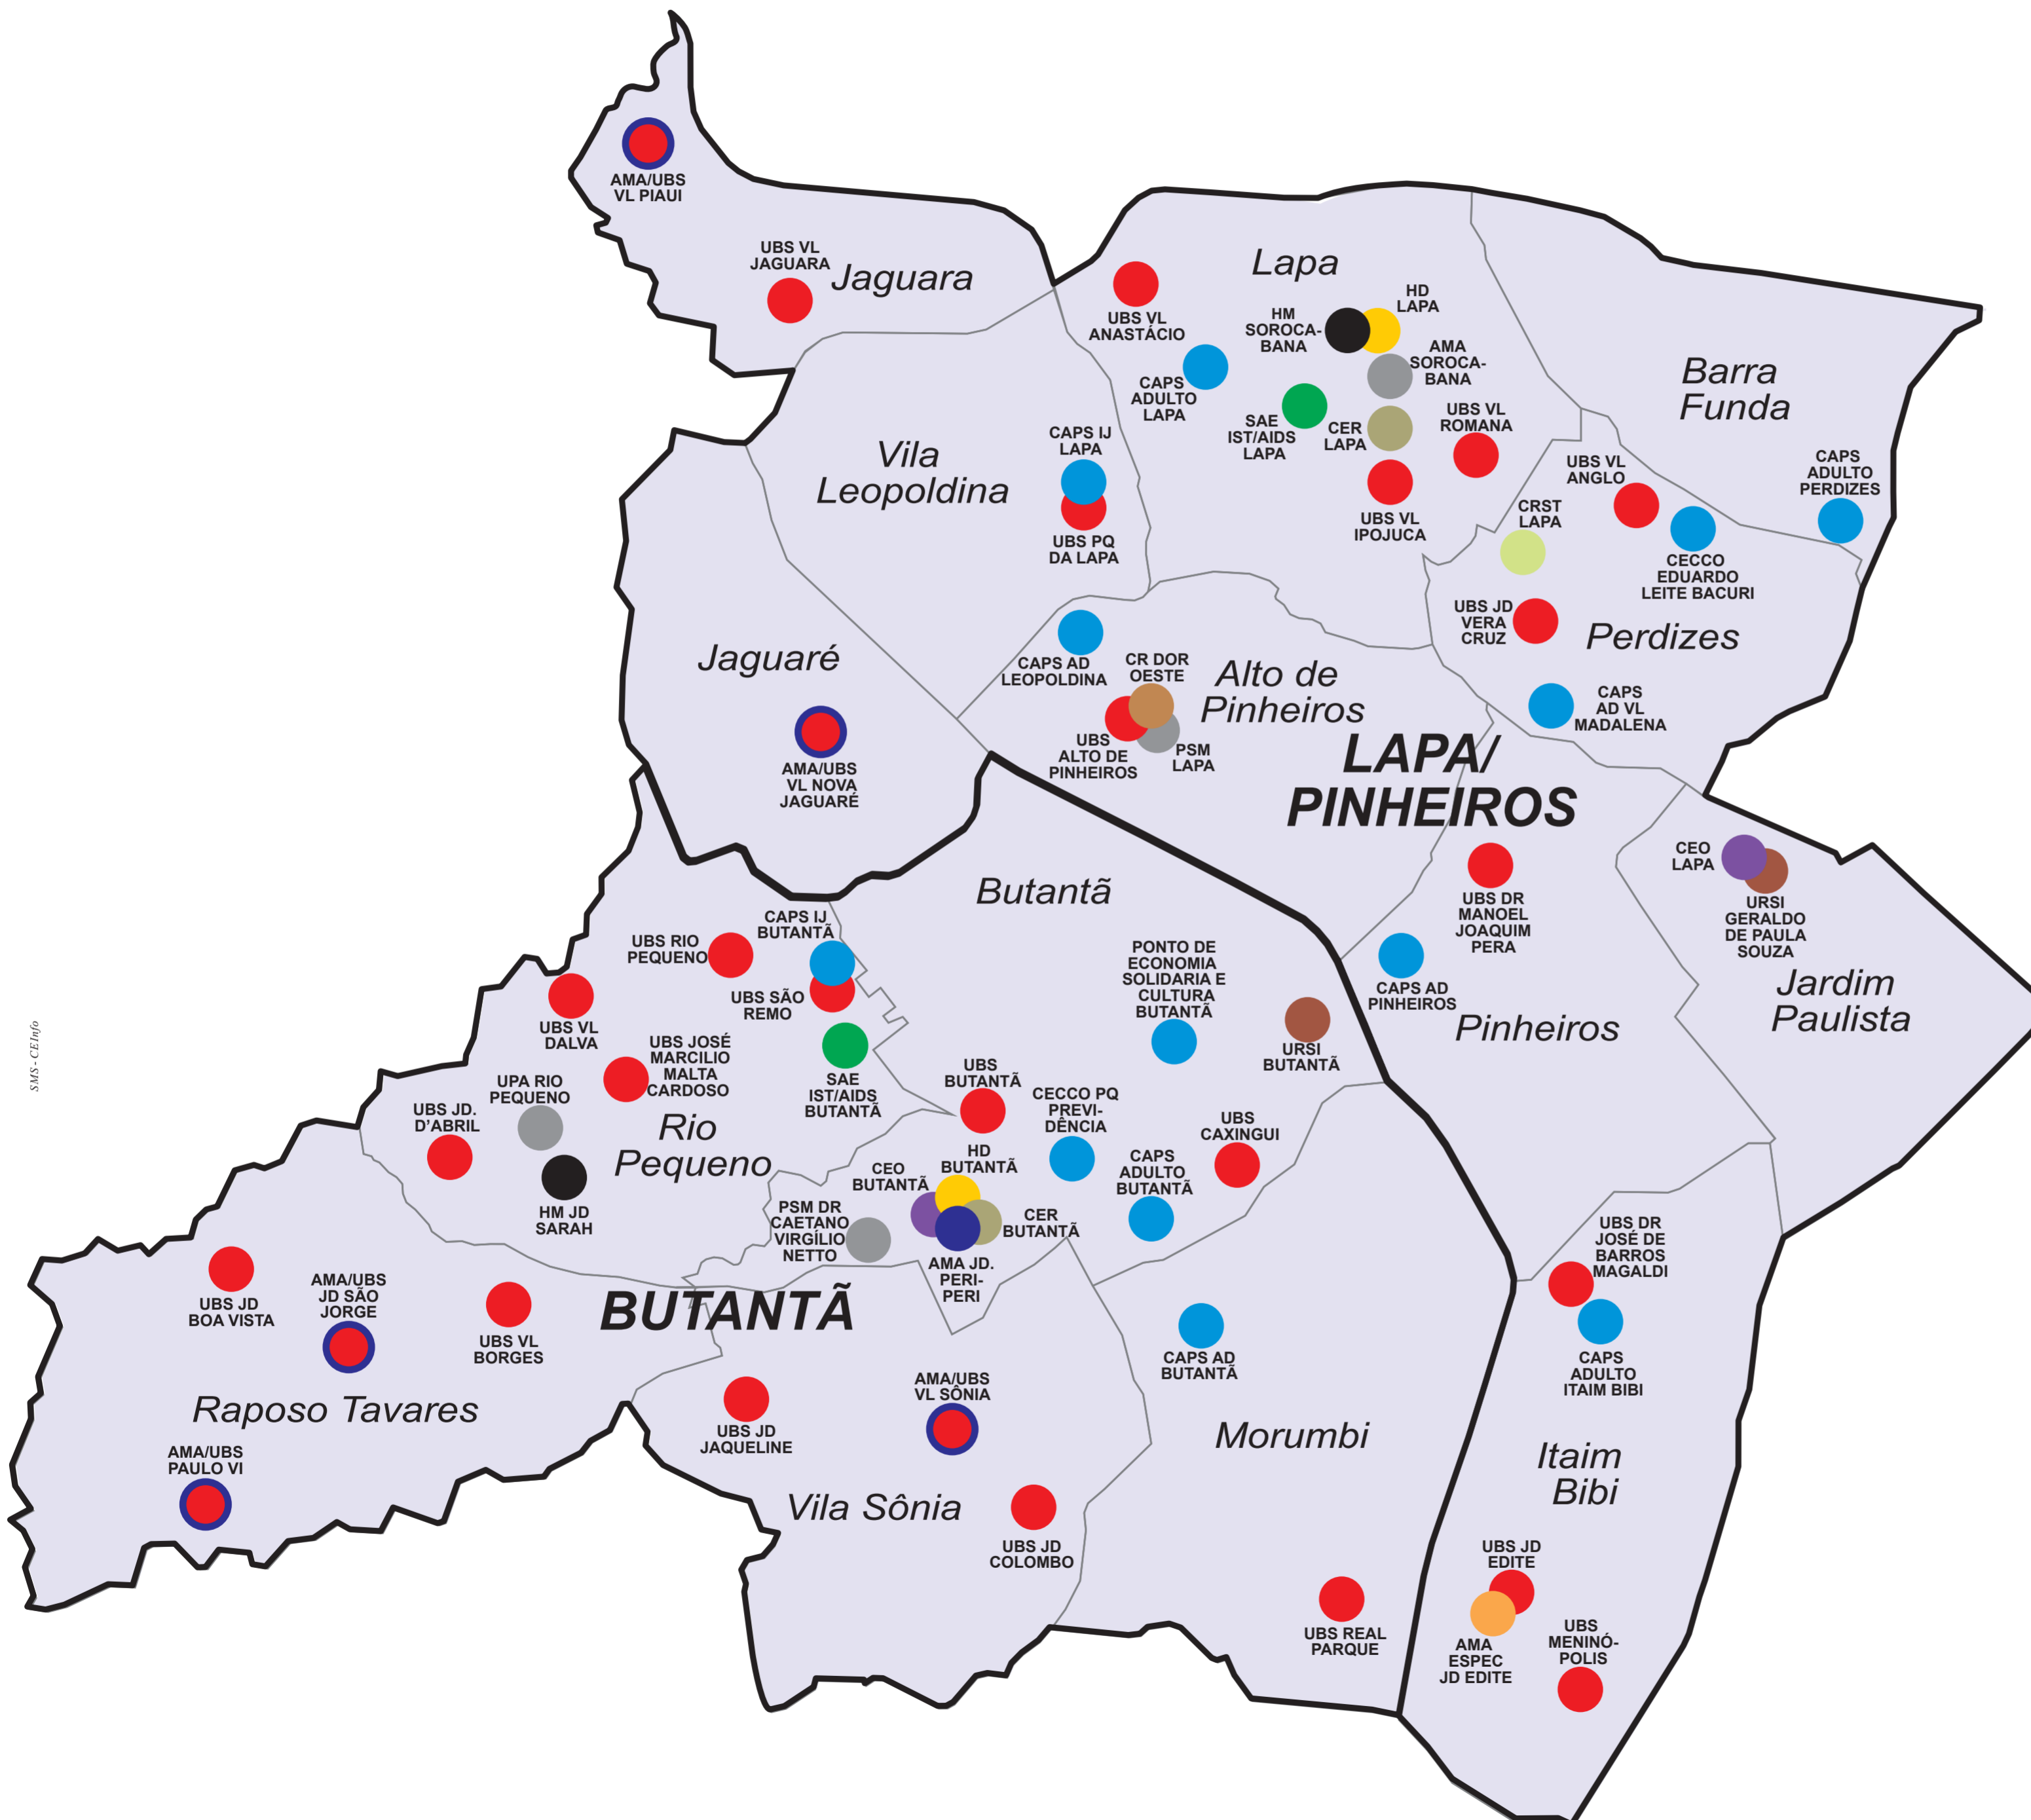 AMA/UBS
VL PIAUI
UBS VL
JAGUARA
Jaguara
Lapa
UBS VL
ANASTÁCIO
HM
SOROCA-
BANA
HD
LAPA
AMA
SOROCA-
BANA
CAPS
ADULTO
LAPA
SAE
IST/AIDS
LAPA
CER
LAPA
UBS VL
ROMANA
UBS VL
IPOJUCA
Barra
Funda
CAPS
ADULTO
PERDIZES
UBS VL
ANGLO
CRST
LAPA
CECCO
EDUARDO
LEITE BACURI
UBS JD
VERA
CRUZ
Perdizes
CAPS
AD VL
MADALENA
Vila
Leopoldina
CAPS IJ
LAPA
UBS PQ
DA LAPA
Jaguaré
AMA/UBS
VL NOVA
JAGUARÉ
CAPS AD
LEOPOLDINA
CR DOR
OESTE
Alto de
Pinheiros
UBS
ALTO DE
PINHEIROS
PSM
LAPA
LAPA/
PINHEIROS
UBS DR
MANOEL
JOAQUIM
PERA
CAPS AD
PINHEIROS
Pinheiros
CEO
LAPA
URSI
GERALDO
DE PAULA
SOUZA
Jardim
Paulista
Butantã
CAPS IJ
BUTANTÃ
UBS RIO
PEQUENO
UBS SÃO
REMO
UBS VL
DALVA
UBS JOSÉ
MARCILIO
MALTA
CARDOSO
SAE
IST/AIDS
BUTANTÃ
PONTO DE
ECONOMIA
SOLIDARIA E
CULTURA
BUTANTÃ
URSI
BUTANTÃ
UBS
BUTANTÃ
CECCO PQ
PREVI-
DÊNCIA
UBS
CAXINGUI
CAPS
ADULTO
BUTANTÃ
UPA RIO
PEQUENO
UBS JD.
D'ABRIL
Rio
Pequeno
HM JD
SARAH
CEO
BUTANTÃ
HD
BUTANTÃ
PSM DR
CAETANO
VIRGÍLIO
NETTO
CER
BUTANTÃ
AMA JD.
PERI-
PERI
BUTANTÃ
UBS JD
BOA VISTA
AMA/UBS
JD SÃO
JORGE
UBS VL
BORGES
Raposo Tavares
AMA/UBS
PAULO VI
UBS JD
JAQUELINE
AMA/UBS
VL SÔNIA
Vila Sônia
UBS JD
COLOMBO
CAPS AD
BUTANTÃ
Morumbi
UBS REAL
PARQUE
UBS DR
JOSÉ DE
BARROS
MAGALDI
CAPS
ADULTO
ITAIM BIBI
Itaim
Bibi
UBS JD
EDITE
AMA
ESPEC
JD EDITE
UBS
MENINÓ-
POLIS
SMS - CEInfo